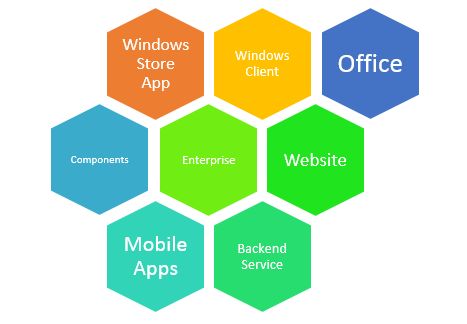 Windows
Store
App
Windows
Client
Office
Components
Enterprise
Website
Mobile
Apps
Backend
Service